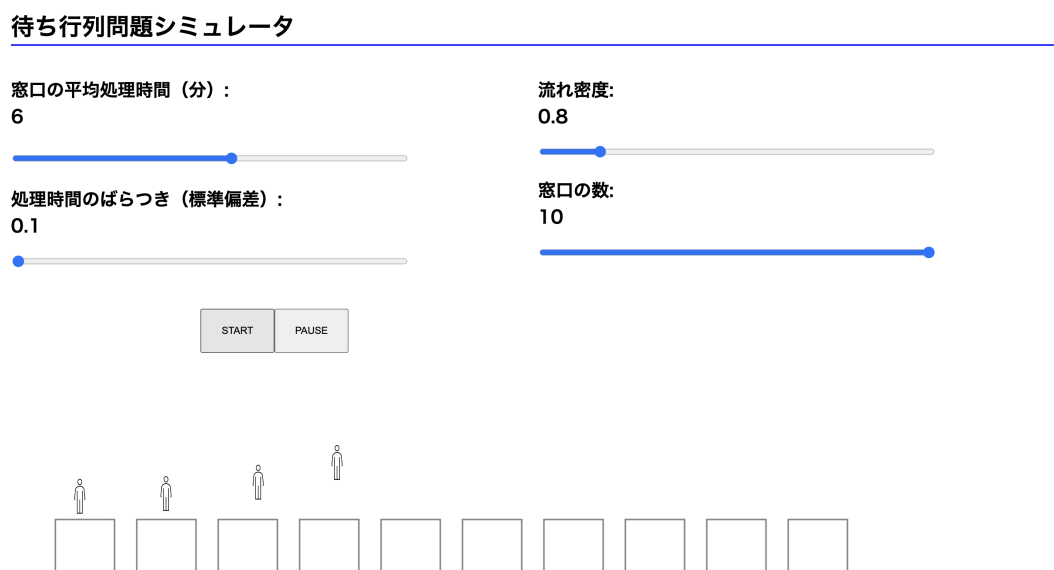 待ち行列問題シミュレータ
窓口の平均処理時間（分）:
6
処理時間のばらつき（標準偏差）:
0.1
流れ密度:
0.8
窓口の数:
10
START
PAUSE